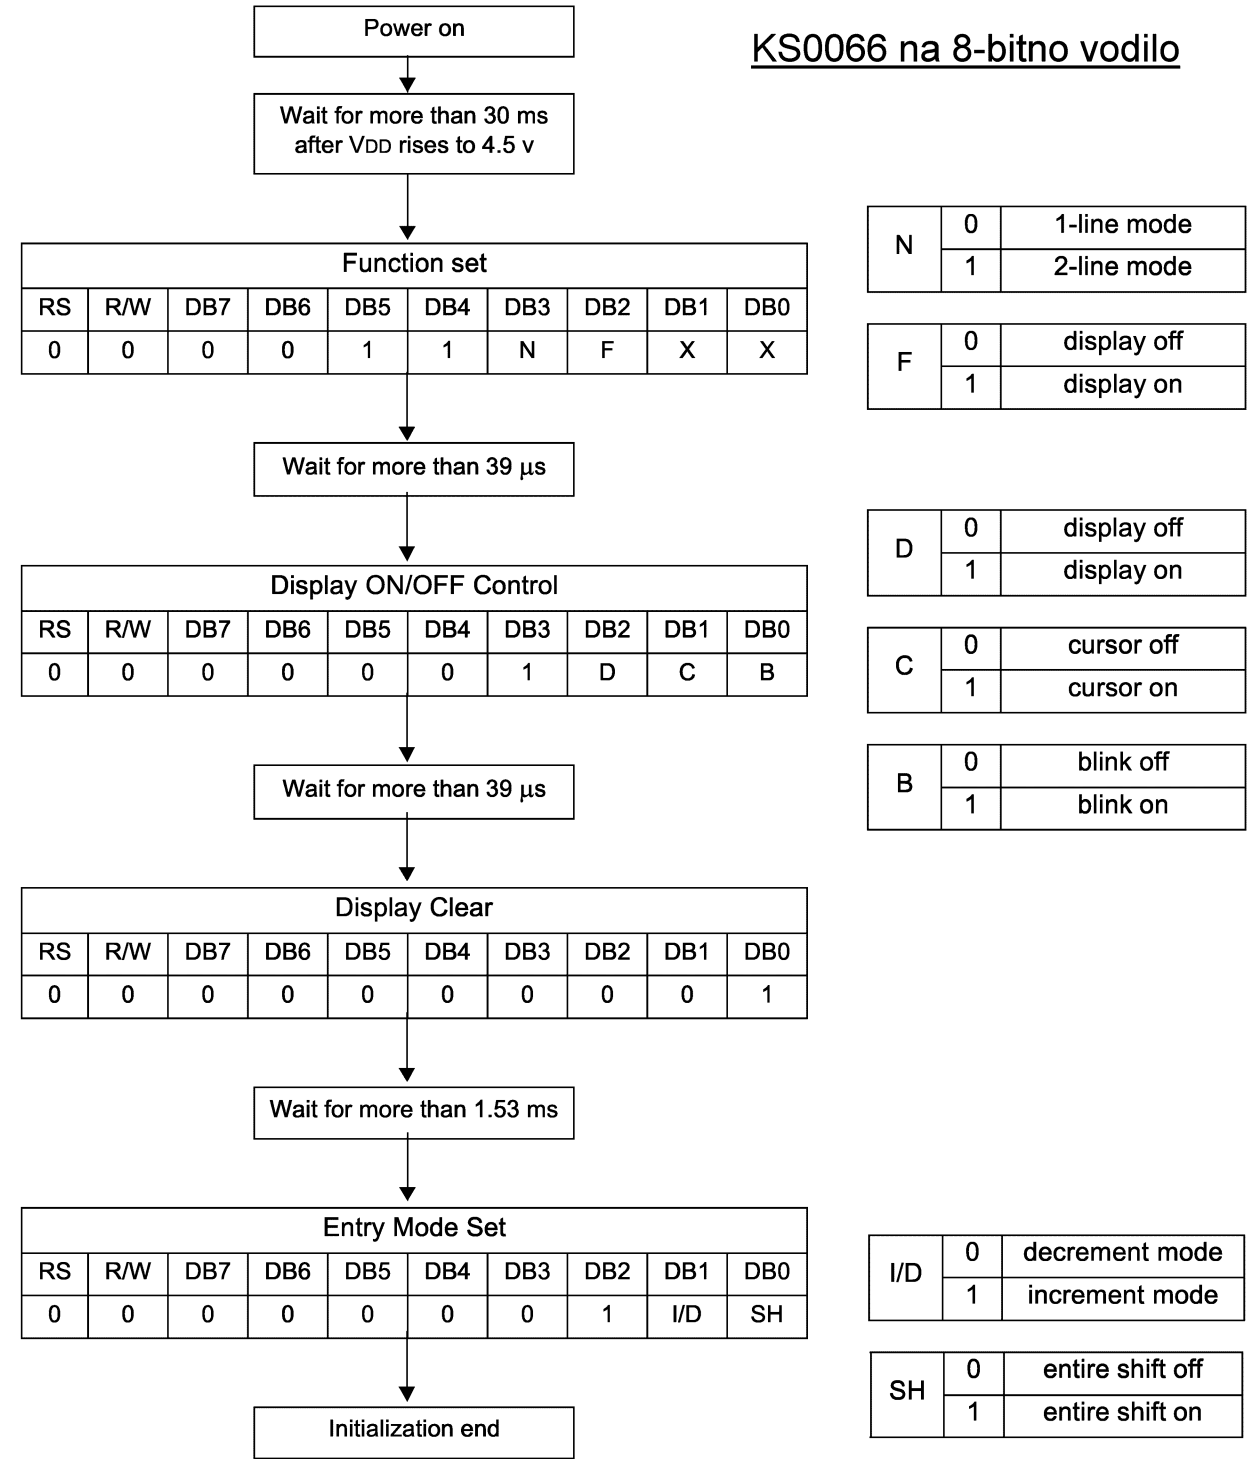 Power on
KS0066 na 8-bitno vodilo
Wait for more than 30 ms
after VDD rises to 4.5 v
Function set
RS R/W DB7 DB6 DB5 DB4 DB3 DB2 DB1 DB0
0 0 0 0 1 1 N F X X
N 0 1-line mode
1 2-line mode
F 0 display off
1 display on
Wait for more than 39 µs
Display ON/OFF Control
RS R/W DB7 DB6 DB5 DB4 DB3 DB2 DB1 DB0
0 0 0 0 0 0 1 D C B
D 0 display off
1 display on
C 0 cursor off
1 cursor on
B 0 blink off
1 blink on
Wait for more than 39 µs
Display Clear
RS R/W DB7 DB6 DB5 DB4 DB3 DB2 DB1 DB0
0 0 0 0 0 0 0 0 0 1
Wait for more than 1.53 ms
Entry Mode Set
RS R/W DB7 DB6 DB5 DB4 DB3 DB2 DB1 DB0
0 0 0 0 0 0 0 1 I/D SH
I/D 0 decrement mode
1 increment mode
SH 0 entire shift off
1 entire shift on
Initialization end